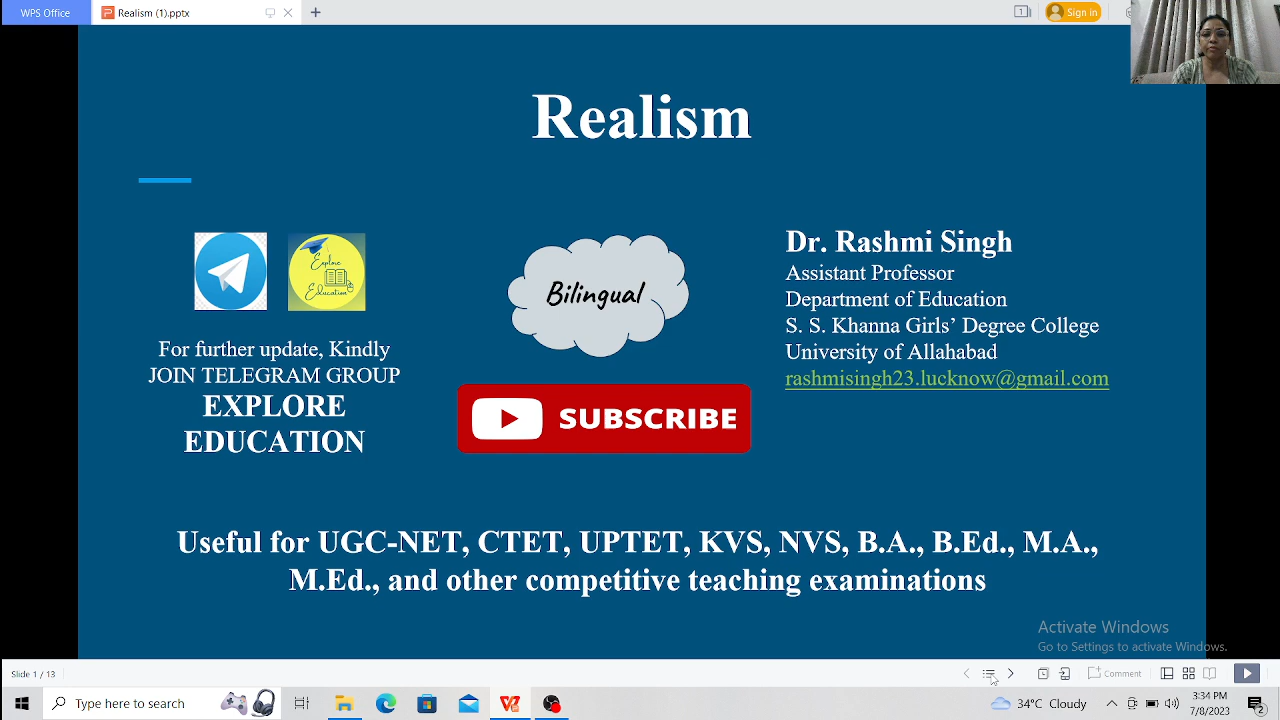 WPS Office
Realism (1).pptx
Sign in
Realism
Explore
Education
For further update, Kindly
JOIN TELEGRAM GROUP
EXPLORE
EDUCATION
Bilingual
SUBSCRIBE
Dr. Rashmi Singh
Assistant Professor
Department of Education
S. S. Khanna Girls’ Degree College
University of Allahabad
rashmisingh23.lucknow@gmail.com
Useful for UGC-NET, CTET, UPTET, KVS, NVS, B.A., B.Ed., M.A.,
M.Ed., and other competitive teaching examinations
Activate Windows
Go to Settings to activate Windows.
Slide 1 / 13
Comment
Type here to search
34°C Cloudy
3:34 PM
7/8/2023
2